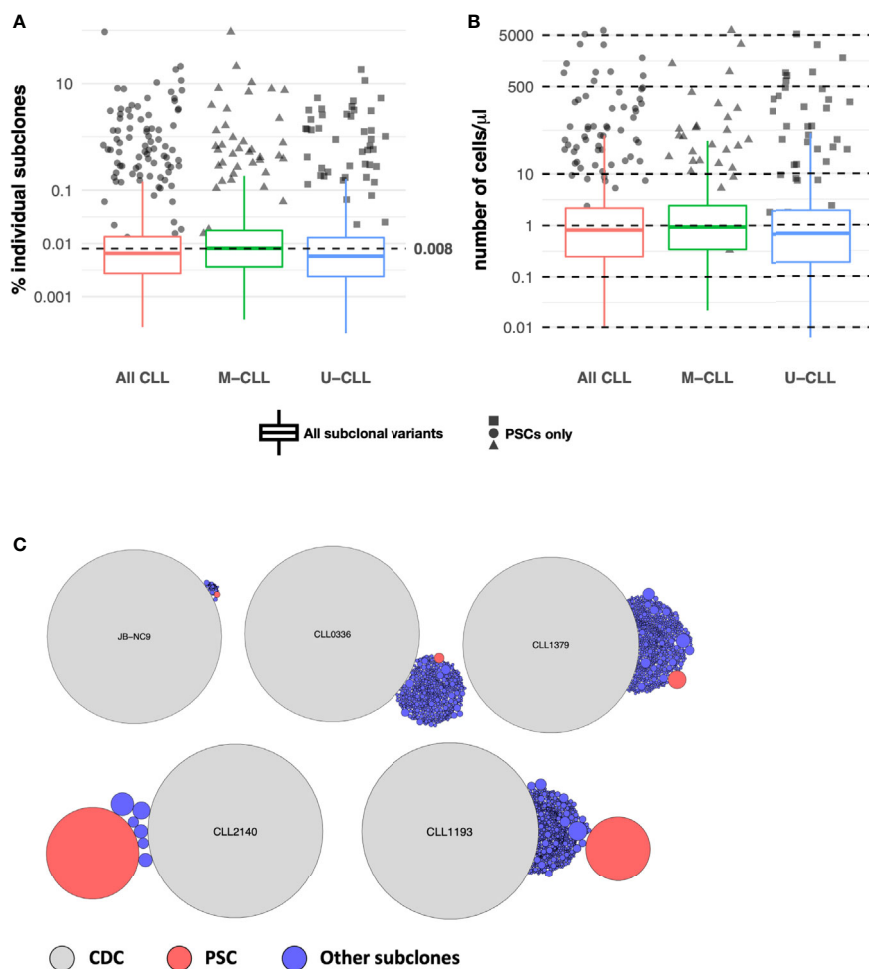 A
% individual subclones
10
0.1
0.01
0.001
0.008
All CLL
M–CLL
U–CLL
B
number of cells/µl
5000
500
10
1
0.1
0.01
All CLL
M–CLL
U–CLL
All subclonal variants
PSCs only
C
JB–NC9
CLL0336
CLL1379
CLL2140
CLL1193
CDC
PSC
Other subclones